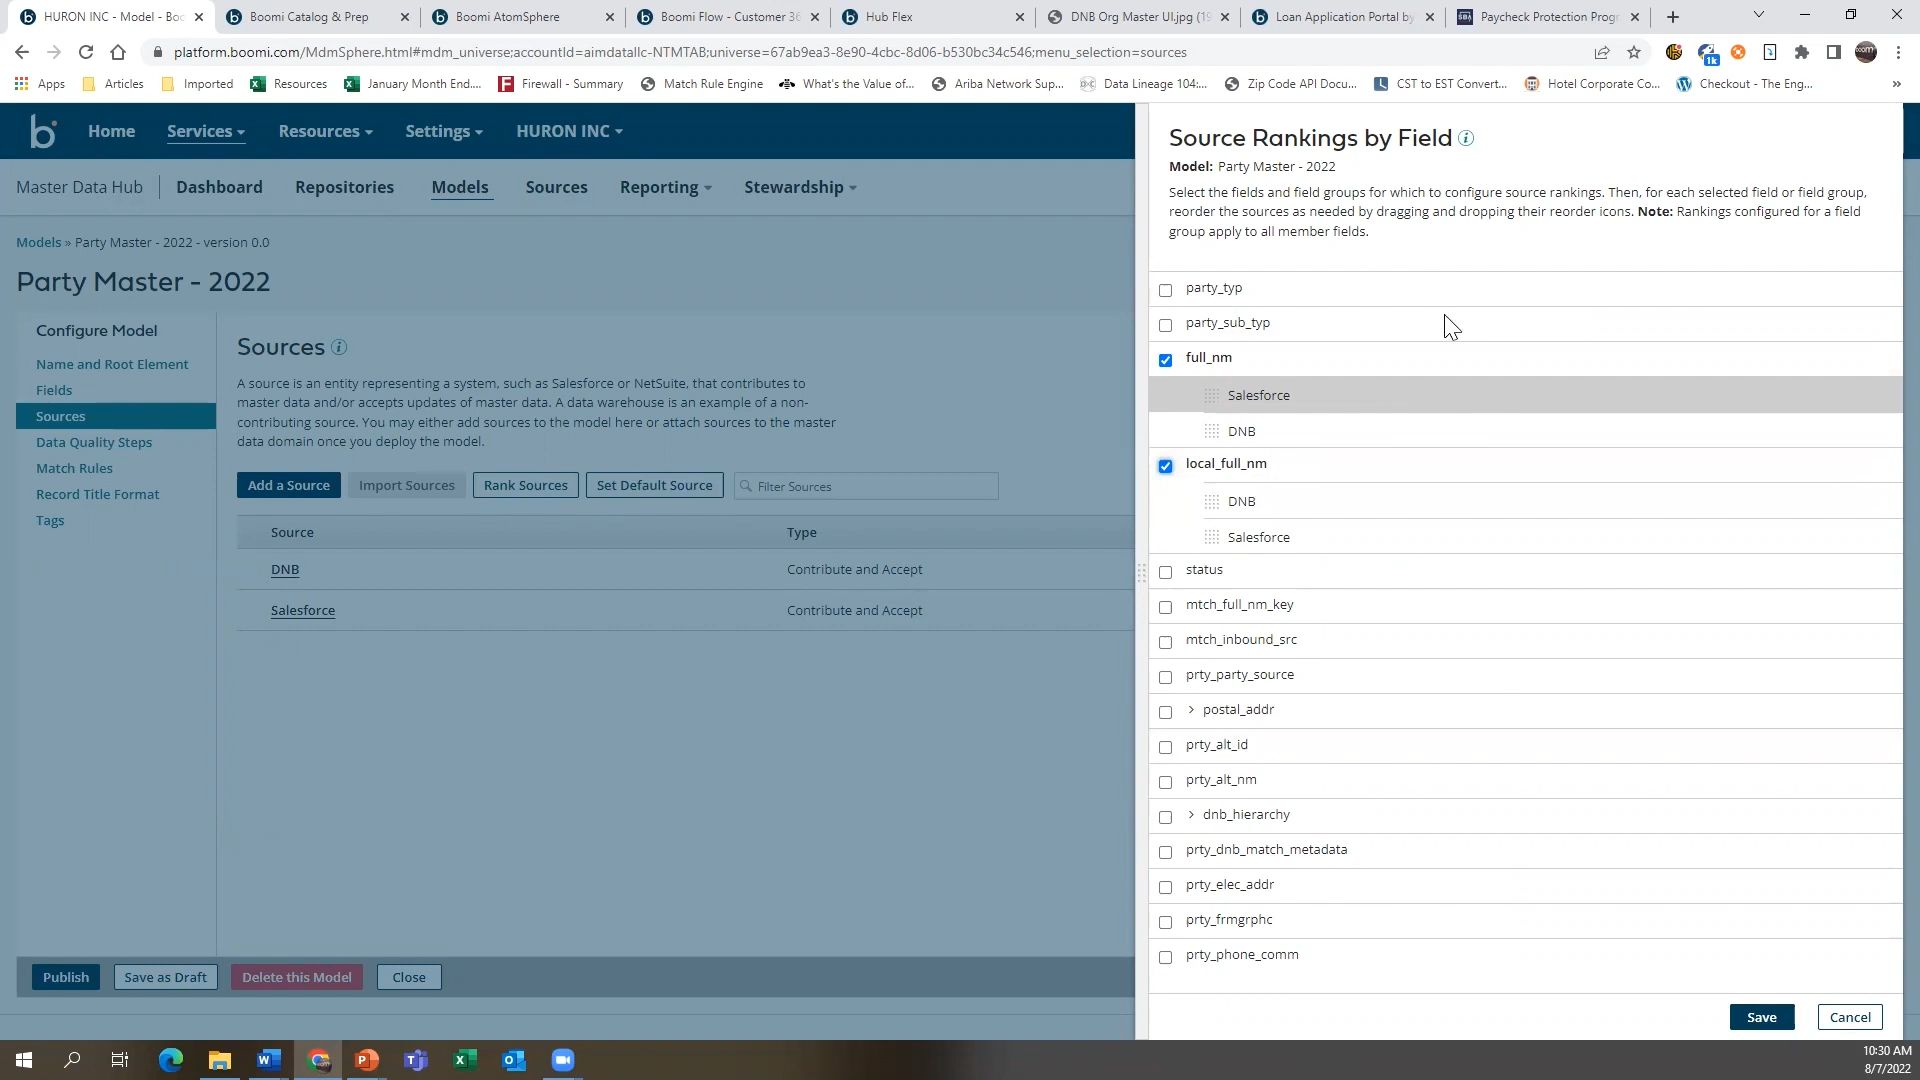 HURON INC - Model - Boo
Boomi Catalog & Prep
Boomi AtomSphere
Boomi Flow - Customer 36
Hub Flex
DNB Org Master UI.jpg (19
Loan Application Portal by
Paycheck Protection Progr
platform.boomi.com/MdmSphere.html#mdm_universe;accountId=aimdatallc-NTMTAB;universe=67ab9ea3-8e90-4cbc-8d06-b530bc34c546;menu_selection=sources
1k
Apps
Articles
Imported
Resources
January Month End....
Firewall - Summary
Match Rule Engine
What's the Value of...
Ariba Network Sup...
Data Lineage 104:...
Zip Code API Docu...
CST to EST Convert...
Hotel Corporate Co...
Checkout - The Eng...
»
b
Home
Services
Resources
Settings
HURON INC
Master Data Hub
Dashboard
Repositories
Models
Sources
Reporting
Stewardship
Models » Party Master - 2022 - version 0.0
Party Master - 2022
Configure Model
Name and Root Element
Fields
Sources
Data Quality Steps
Match Rules
Record Title Format
Tags
Sources
A source is an entity representing a system, such as Salesforce or NetSuite, that contributes to
master data and/or accepts updates of master data. A data warehouse is an example of a non-
contributing source. You may either add sources to the model here or attach sources to the master
data domain once you deploy the model.
Add a Source
Import Sources
Rank Sources
Set Default Source
Filter Sources
Source
Type
DNB
Contribute and Accept
Salesforce
Contribute and Accept
Publish
Save as Draft
Delete this Model
Close
Source Rankings by Field
Model: Party Master - 2022
Select the fields and field groups for which to configure source rankings. Then, for each selected field or field group,
reorder the sources as needed by dragging and dropping their reorder icons. Note: Rankings configured for a field
group apply to all member fields.
party_typ
party_sub_typ
full_nm
Salesforce
DNB
local_full_nm
DNB
Salesforce
status
mtch_full_nm_key
mtch_inbound_src
prty_party_source
postal_addr
prty_alt_id
prty_alt_nm
dnb_hierarchy
prty_dnb_match_metadata
prty_elec_addr
prty_frmgrphc
prty_phone_comm
Save
Cancel
10:30 AM
8/7/2022